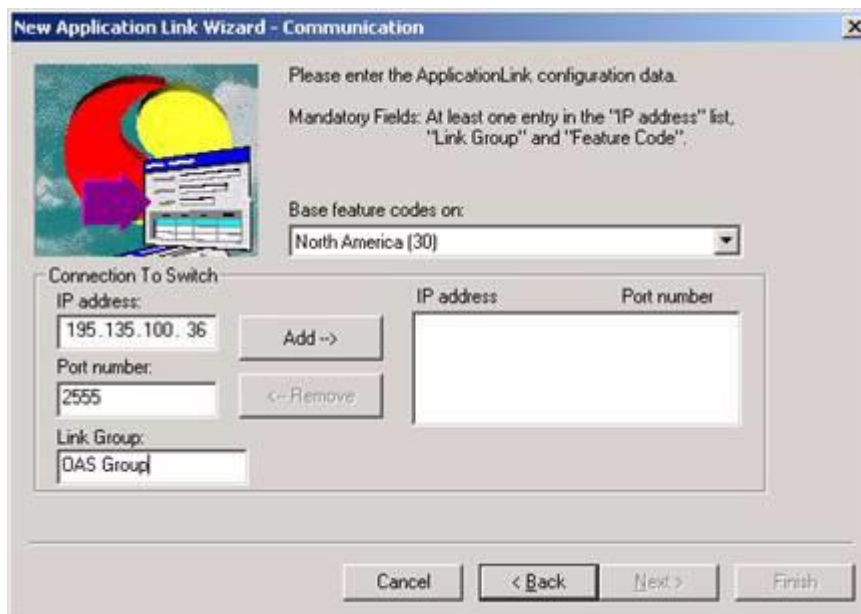 New Application Link Wizard - Communication
Please enter the ApplicationLink configuration data.
Mandatory Fields: At least one entry in the "IP address" list,
"Link Group" and "Feature Code".
Base feature codes on:
North America (30)
Connection To Switch
IP address:
195.135.100. 36
Add -->
Port number:
2555
<-- Remove
Link Group:
OAS Group
IP address Port number
Cancel
< Back
Next >
Finish